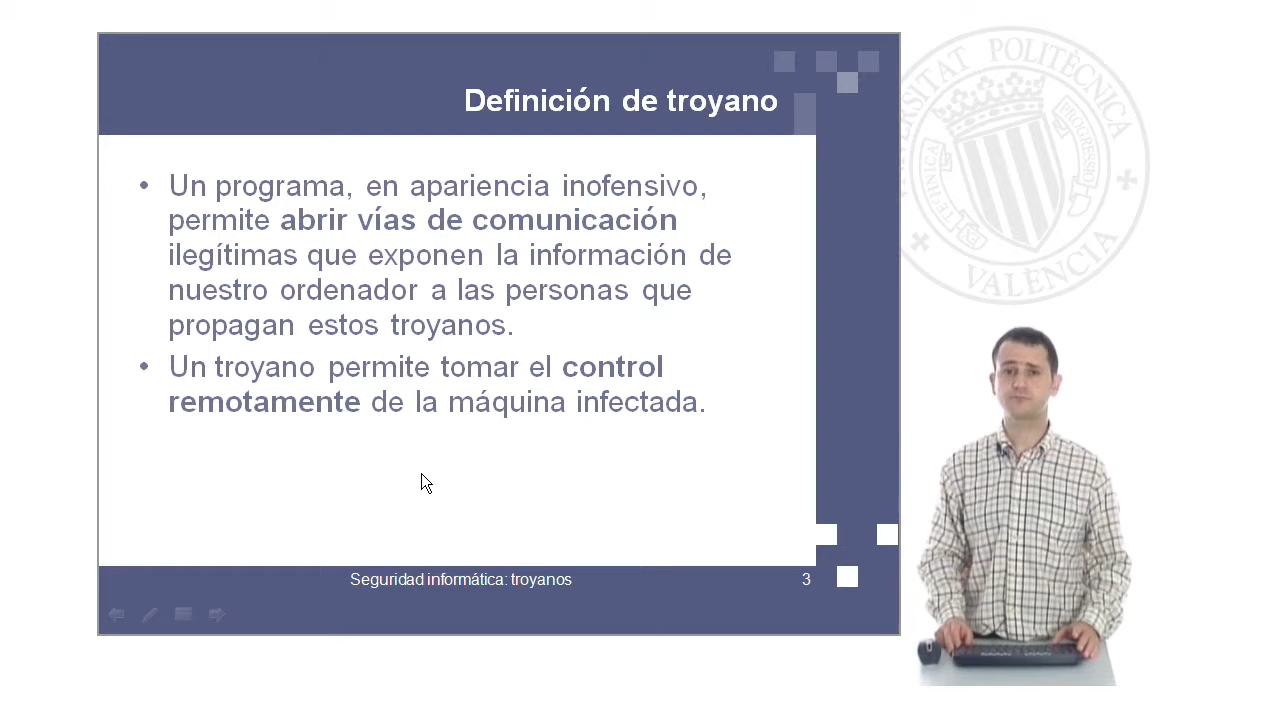 Definición de troyano
• Un programa, en apariencia inofensivo,
permite abrir vías de comunicación
ilegítimas que exponen la información de
nuestro ordenador a las personas que
propagan estos troyanos.
• Un troyano permite tomar el control
remotamente de la máquina infectada.
Seguridad informática: troyanos
3
POLITÈCNICA
VALÈNCIA